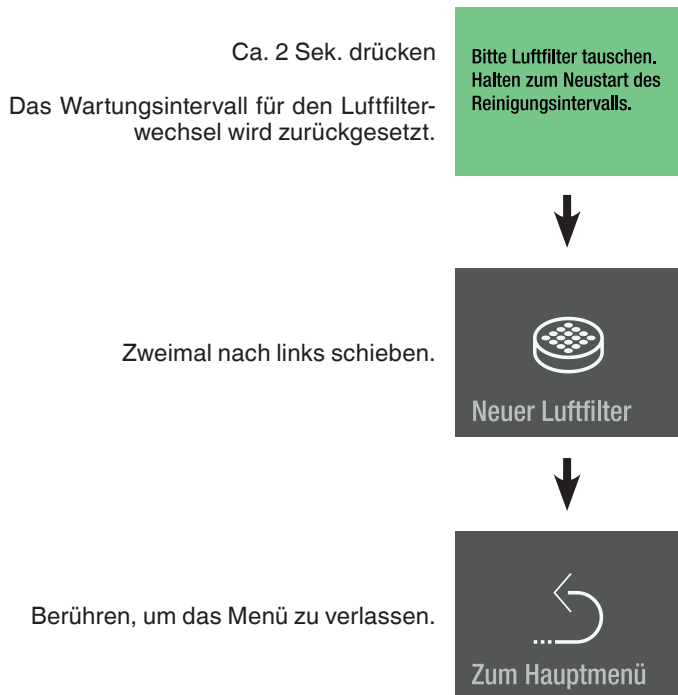 Ca. 2 Sek. drücken
Das Wartungsintervall für den Luftfilter-
wechsel wird zurückgesetzt.
Bitte Luftfilter tauschen.
Halten zum Neustart des
Reinigungsintervalls.
Zweimal nach links schieben.
Neuer Luftfilter
Berühren, um das Menü zu verlassen.
Zum Hauptmenü